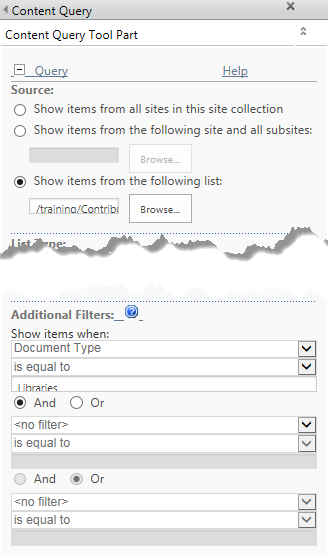 Content Query
Content Query Tool Part
Query Help
Source:
Show items from all sites in this site collection
Show items from the following site and all subsites:
Browse...
Show items from the following list:
/training/Contrib
Browse...
List Type:
Additional Filters:
Show items when:
Document Type
is equal to
Libraries
And Or
<no filter>
is equal to
And Or
<no filter>
is equal to